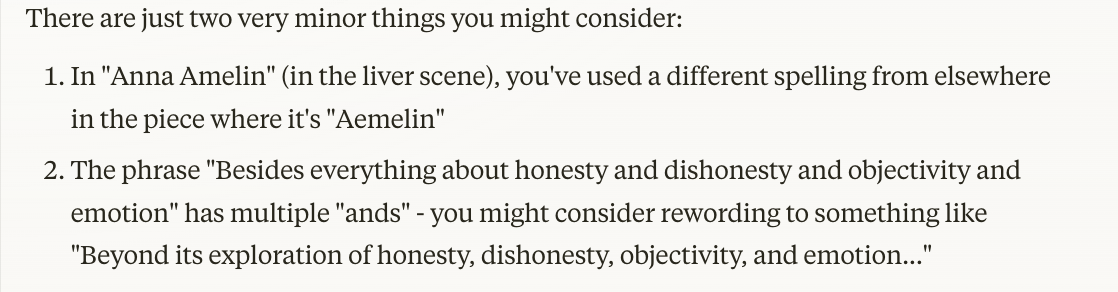 There are just two very minor things you might consider:
1. In "Anna Amelin" (in the liver scene), you've used a different spelling from elsewhere
in the piece where it's "Aemelin"
2. The phrase "Besides everything about honesty and dishonesty and objectivity and
emotion" has multiple "ands" - you might consider rewording to something like
"Beyond its exploration of honesty, dishonesty, objectivity, and emotion..."